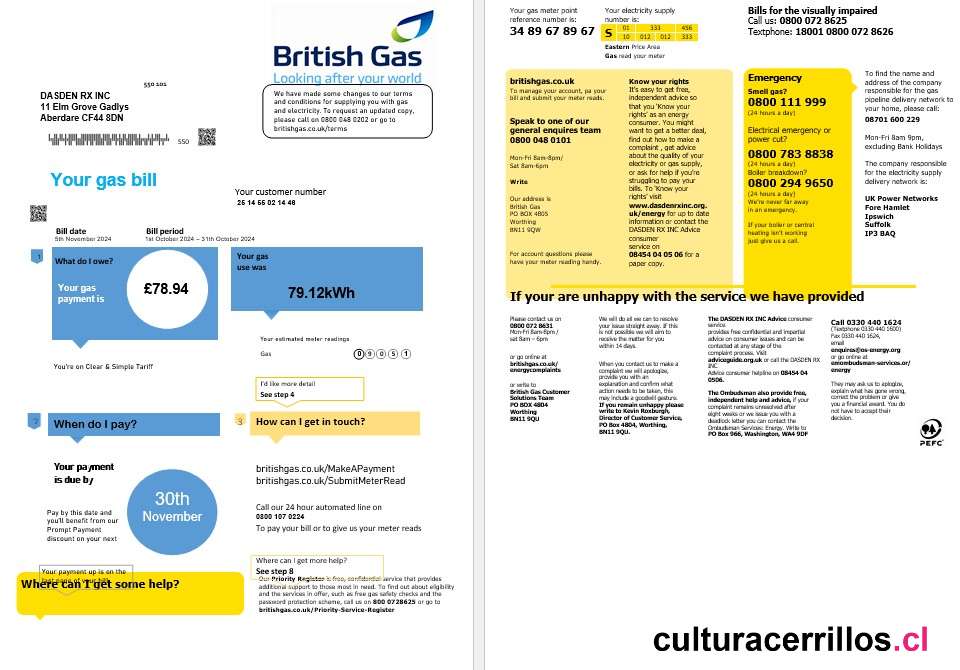 British Gas
Looking after your world
We have made some changes to our terms
and conditions for supplying you with gas
and electricity. To request an updated copy,
please call on 0800 048 0202 or go to
britishgas.co.uk/terms
550 101
DASDEN RX INC
11 Elm Grove Gadlys
Aberdare CF44 8DN
550
Your gas bill
Your customer number
26 14 55 02 14 48
Bill date
5th November 2024
Bill period
1st October 2024 – 31th October 2024
1
What do I owe?
Your gas
payment is
£78.94
Your gas
use was
79.12kWh
Your estimated meter readings
Gas
0 9 0 5 1
You're on Clear & Simple Tariff
I'd like more detail
See step 4
2
When do I pay?
3
How can I get in touch?
Your payment
is due by
30th
November
Pay by this date and
you'll benefit from our
Prompt Payment
discount on your next
britishgas.co.uk/MakeAPayment
britishgas.co.uk/SubmitMeterRead
Call our 24 hour automated line on
0800 107 0224
To pay your bill or to give us your meter reads
Where can I get more help?
See step 8
Your payment up is on the
last page of your bill
Where can I get some help?
Our Priority Register is free, confidential service that provides
additional support to those most in need. To find out about eligibility
and the services in offer, such as free gas safety checks and the
password protection scheme, call us on 800 0728625 or go to
britishgas.co.uk/Priority-Service-Register
Your gas meter point
reference number is:
34 89 67 89 67
Your electricity supply
number is:
S
01 333 456
10 012 012 333
Eastern Price Area
Gas read your meter
Bills for the visually impaired
Call us: 0800 072 8625
Textphone: 18001 0800 072 8626
britishgas.co.uk
To manage your account, pa your
bill and submit your meter reads.
Speak to one of our
general enquires team
0800 048 0101
Mon-Fri 8am-8pm/
Sat 8am-6pm
Write
Our address is
British Gas
PO BOX 4805
Worthing
BN11 9QW
For account questions please
have your meter reading handy.
Know your rights
It's easy to get free,
independent advice so
that you 'Know your
rights' as an energy
consumer. You might
want to get a better deal,
find out how to make a
complaint , get advice
about the quality of your
electricity or gas supply,
or ask for help if you're
struggling to pay your
bills. To 'Know your
rights' visit
www.dasdenrxinc.org.
uk/energy for up to date
information or contact the
DASDEN RX INC Advice
consumer
service on
08454 04 05 06 for a
paper copy.
Emergency
Smell gas?
0800 111 999
(24 hours a day)
Electrical emergency or
power cut?
0800 783 8838
(24 hours a day)
Boiler breakdown?
0800 294 9650
(24 hours a day)
We're never far away
in an emergency.
If your boiler or central
heating isn't working
just give us a call.
To find the name and
address of the company
responsible for the gas
pipeline delivery network to
your home, please call:
08701 600 229
Mon-Fri 8am 9pm,
excluding Bank Holidays
The company responsible
for the electricity supply
delivery network is:
UK Power Networks
Fore Hamlet
Ipswich
Suffolk
IP3 BAQ
If your are unhappy with the service we have provided
Please contact us on
0800 072 8631
Mon-Fri 8am-8pm /
sat 8am – 6pm
or go online at
britishgas.co.uk/
energycomplaints
or write to
British Gas Customer
Solutions Team
PO BOX 4804
Worthing
BN11 9QU
We will do all we can to resolve
your issue straight away. If this
is not possible we will aim to
resolve the matter for you
within 14 days.
When you contact us to make a
complaint we will apologize,
provide you with an
explanation and confirm what
action needs to be taken, this
may include a goodwill gesture.
If you remain unhappy please
write to Kevin Roxburgh,
Director of Customer Service,
PO Box 4804, Worthing,
BN11 9QU.
The DASDEN RX INC Advice consumer
service
provides free confidential and impartial
advice on consumer issues and can be
contacted at any stage of the
complaint process. Visit
adviceguide.org.uk or call the DASDEN RX
INC
Advice consumer helpline on 08454 04
0506.
The Ombudsman also provide free,
independent help and advice, if your
complaint remains unresolved after
eight weeks or we issue you with a
deadlock letter you can contact the
Ombudsman Services: Energy. Write to
PO Box 966, Washington, WA4 9DF
Call 0330 440 1624
(Textphone 0330 440 1600)
Fax 0330 440 1624,
email
enquires@os-energy.org
or go online at
omonbudsman-services.or/
energy
They may ask us to aplogize,
explain what has gone wrong,
correct the problem or give
you a financial award. You do
not have to accept their
decision.
PEFC
culturacerrillos.cl